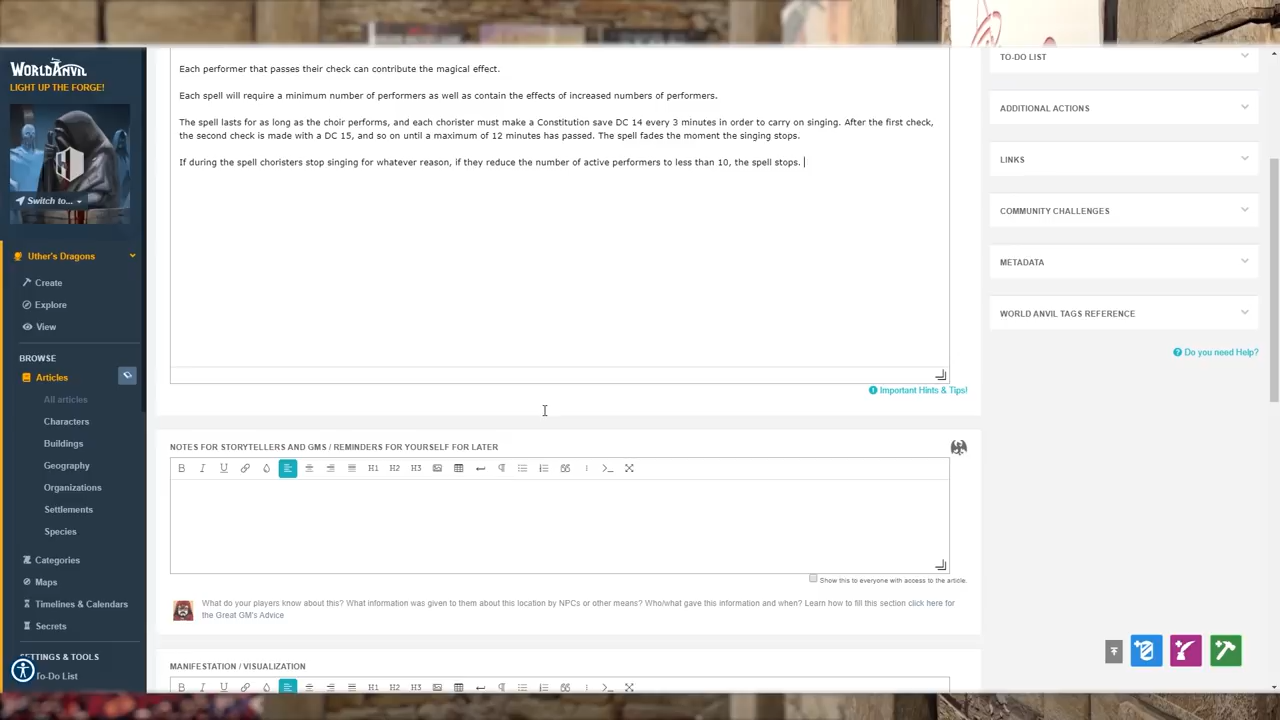 WORLDANVIL
LIGHT UP THE FORGE!
Switch to...
Uther's Dragons
Create
Explore
View
BROWSE
Articles
All articles
Characters
Buildings
Geography
Organizations
Settlements
Species
Categories
Maps
Timelines & Calendars
Secrets
SETTINGS & TOOLS
To-Do List
Each performer that passes their check can contribute the magical effect.
Each spell will require a minimum number of performers as well as contain the effects of increased numbers of performers.
The spell lasts for as long as the choir performs, and each chorister must make a Constitution save DC 14 every 3 minutes in order to carry on singing. After the first check,
the second check is made with a DC 15, and so on until a maximum of 12 minutes has passed. The spell fades the moment the singing stops.
If during the spell choristers stop singing for whatever reason, if they reduce the number of active performers to less than 10, the spell stops.
Important Hints & Tips!
NOTES FOR STORYTELLERS AND GMS / REMINDERS FOR YOURSELF FOR LATER
B I U H1 H2 H3
Show this to everyone with access to the article.
What do your players know about this? What information was given to them about this location by NPCs or other means? Who/what gave this information and when? Learn how to fill this section click here for
the Great GM's Advice
MANIFESTATION / VISUALIZATION
B I U H1 H2 H3
TO-DO LIST
ADDITIONAL ACTIONS
LINKS
COMMUNITY CHALLENGES
METADATA
WORLD ANVIL TAGS REFERENCE
Do you need Help?